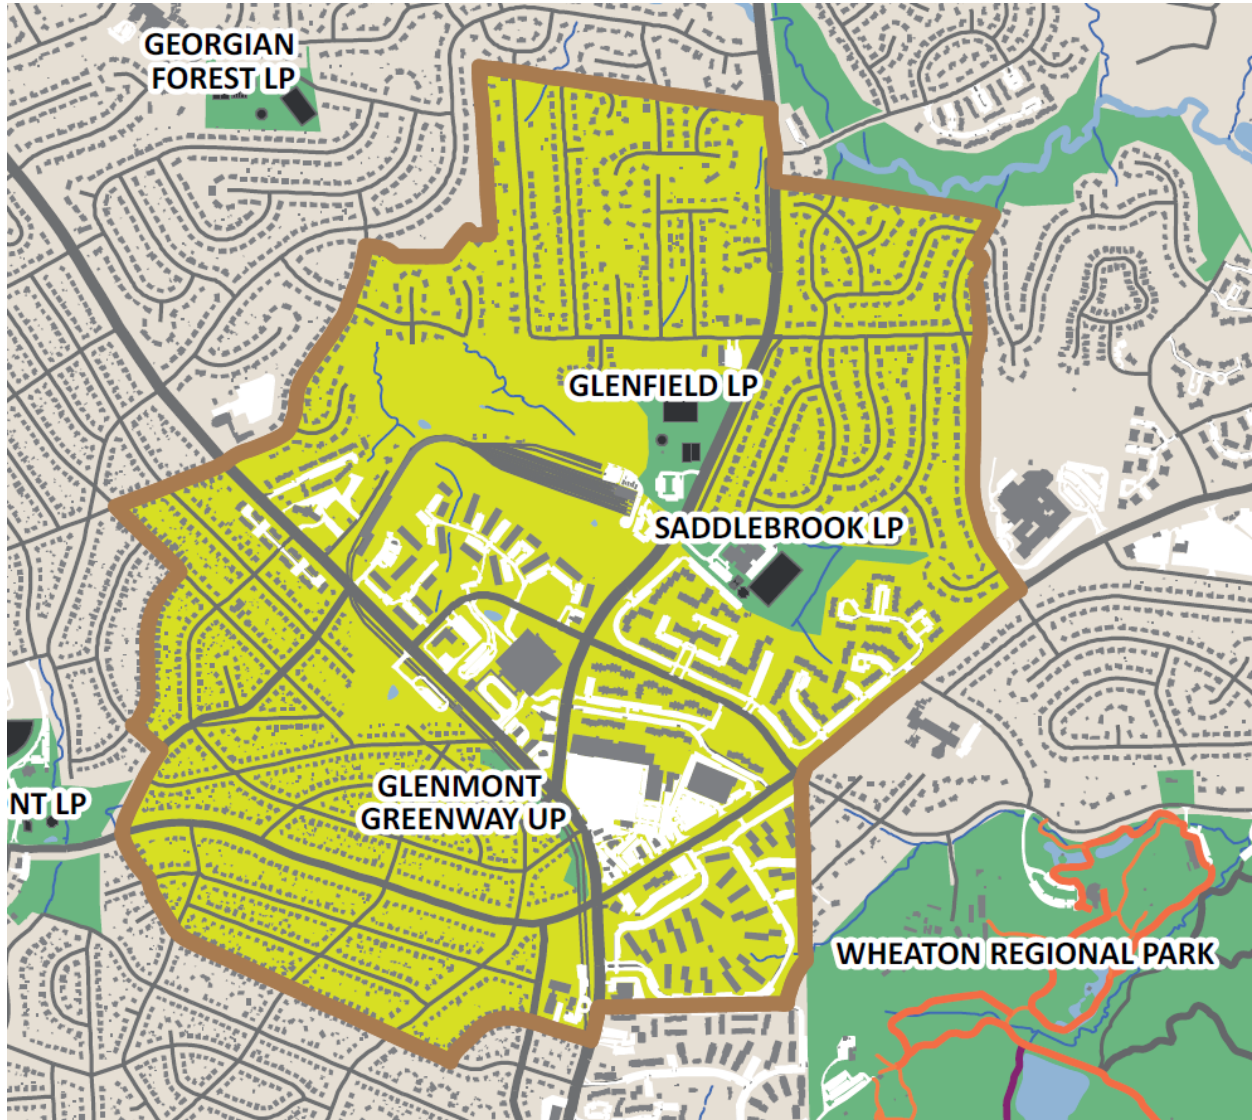 GEORGIAN
FOREST LP
GLENFIELD LP
SADDLEBROOK LP
GLENMONT
GREENWAY UP
NT LP
WHEATON REGIONAL PARK